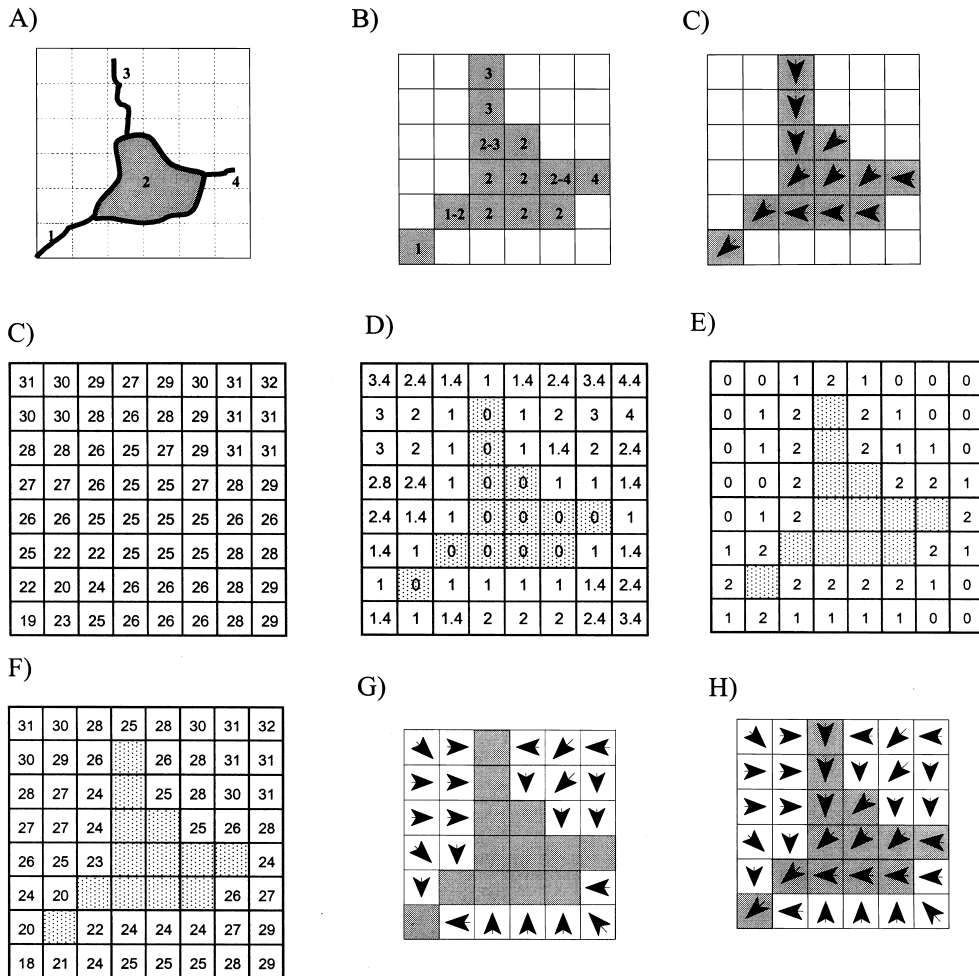 A)
B)
C)
3
2
4
1
3
3
2-3 2
2 2 2-4 4
1-2 2 2 2
1
C)
D)
E)
31 30 29 27 29 30 31 32
30 30 28 26 28 29 31 31
28 28 26 25 27 29 31 31
27 27 26 25 25 27 28 29
26 26 25 25 25 25 26 26
25 22 22 25 25 25 28 28
22 20 24 26 26 26 28 29
19 23 25 26 26 26 28 29
3.4 2.4 1.4 1 1.4 2.4 3.4 4.4
3 2 1 0 1 2 3 4
3 2 1 0 1 1.4 2 2.4
2.8 2.4 1 0 0 1 1 1.4
2.4 1.4 1 0 0 0 0 1
1.4 1 0 0 0 0 1 1.4
1 0 1 1 1 1 1.4 2.4
1.4 1 1.4 2 2 2 2.4 3.4
0 0 1 2 1 0 0 0
0 1 2 2 1 0 0
0 1 2 2 1 1 0
0 0 2 2 2 1
0 1 2 2
1 2 2 1
2 2 2 2 2 1 0
1 2 1 1 1 1 0 0
F)
G)
H)
31 30 28 25 28 30 31 32
30 29 26 26 28 31 31
28 27 24 25 28 30 31
27 27 24 25 26 28
26 25 23 24
24 20 26 27
20 22 24 24 24 27 29
18 21 24 25 25 25 28 29